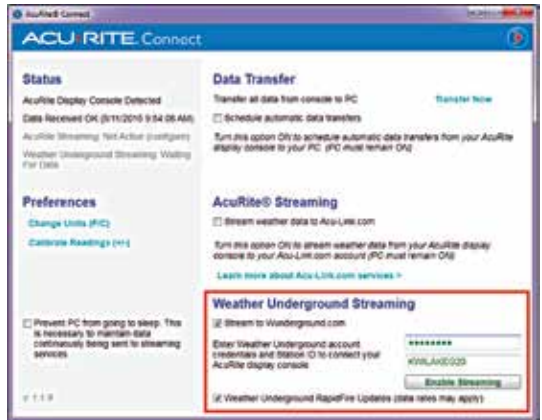 AcuRite Connect
ACU RITE Connect
Status
AcuRite Display Console Detected
Data Received OK (8/11/2015 9:54:08 AM)
AcuRite Streaming: Not Active (configure)
Weather Underground Streaming: Waiting
For Data
Preferences
Change Units (F/C)
Calibrate Readings (+/-)
Prevent PC from going to sleep. This
is necessary to maintain data
continuously being sent to streaming
services
Data Transfer
Transfer all data from console to PC
Transfer Now
Schedule automatic data transfers
Turn this option ON to schedule automatic data transfers from your AcuRite
display console to your PC. (PC must remain ON)
AcuRite® Streaming
Stream weather data to Acu-Link.com
Turn this option ON to stream weather data from your AcuRite display
console to your Acu-Link.com account (PC must remain ON)
Learn more about Acu-Link.com services >
Weather Underground Streaming
Stream to Wunderground.com
Enter Weather Underground account
credentials and Station ID to connect your
AcuRite display console
********
Enable Streaming
Weather Underground RapidFire Updates (data rates may apply)